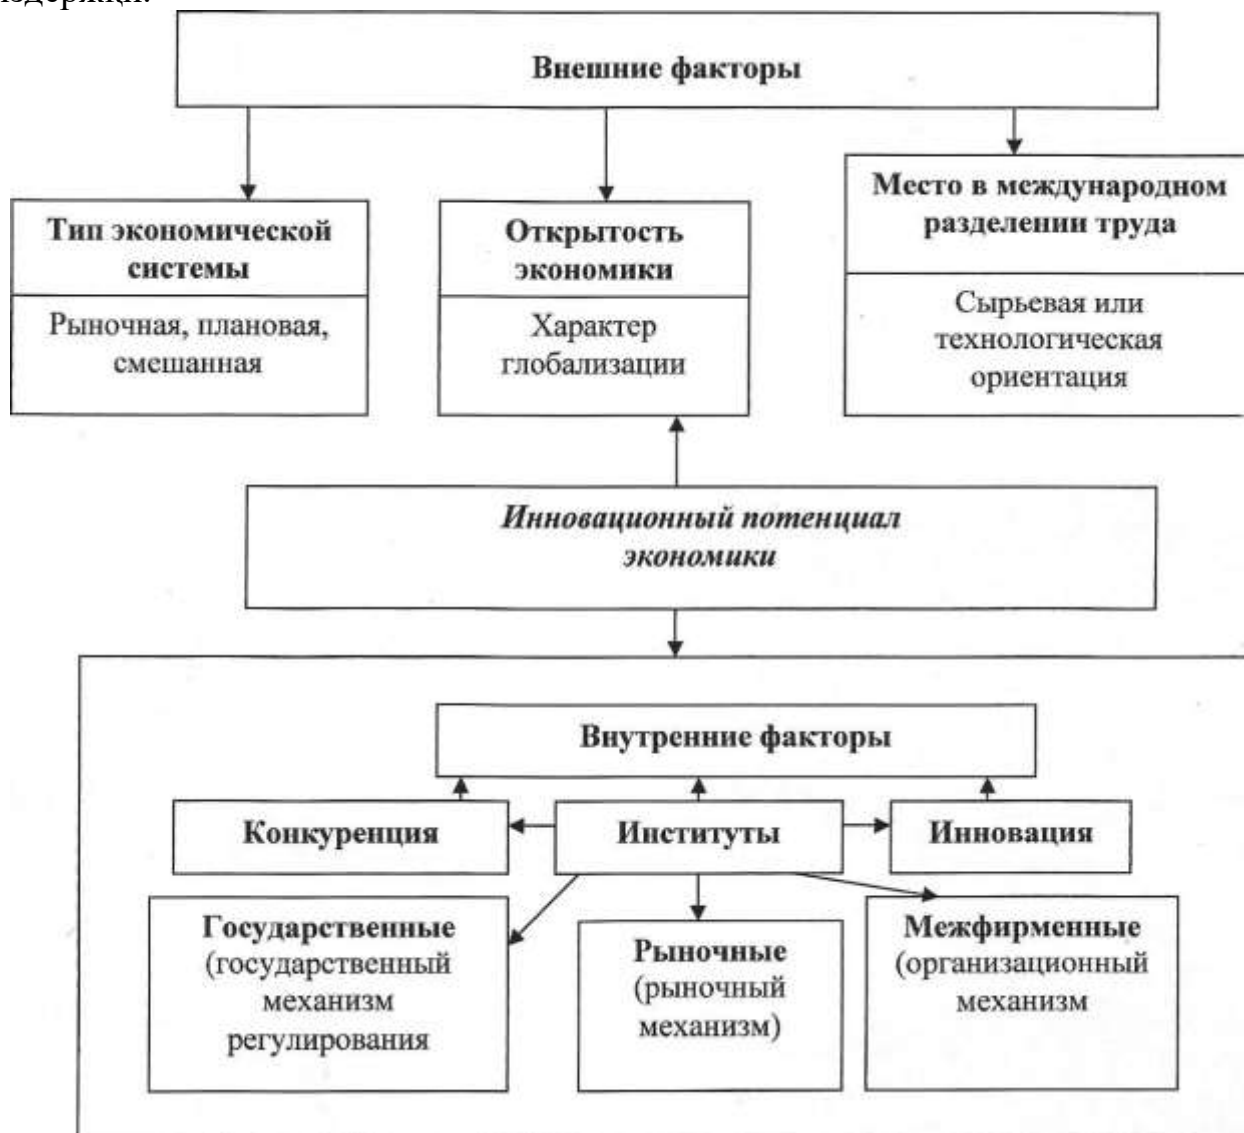 Внешние факторы
Тип экономической
системы
Рыночная, плановая,
смешанная
Открытость
экономики
Характер
глобализации
Место в международном
разделении труда
Сырьевая или
технологическая
ориентация
Инновационный потенциал
экономики
Внутренние факторы
Конкуренция
Институты
Инновация
Государственные
(государственный
механизм
регулирования
Рыночные
(рыночный
механизм)
Межфирменные
(организационный
механизм